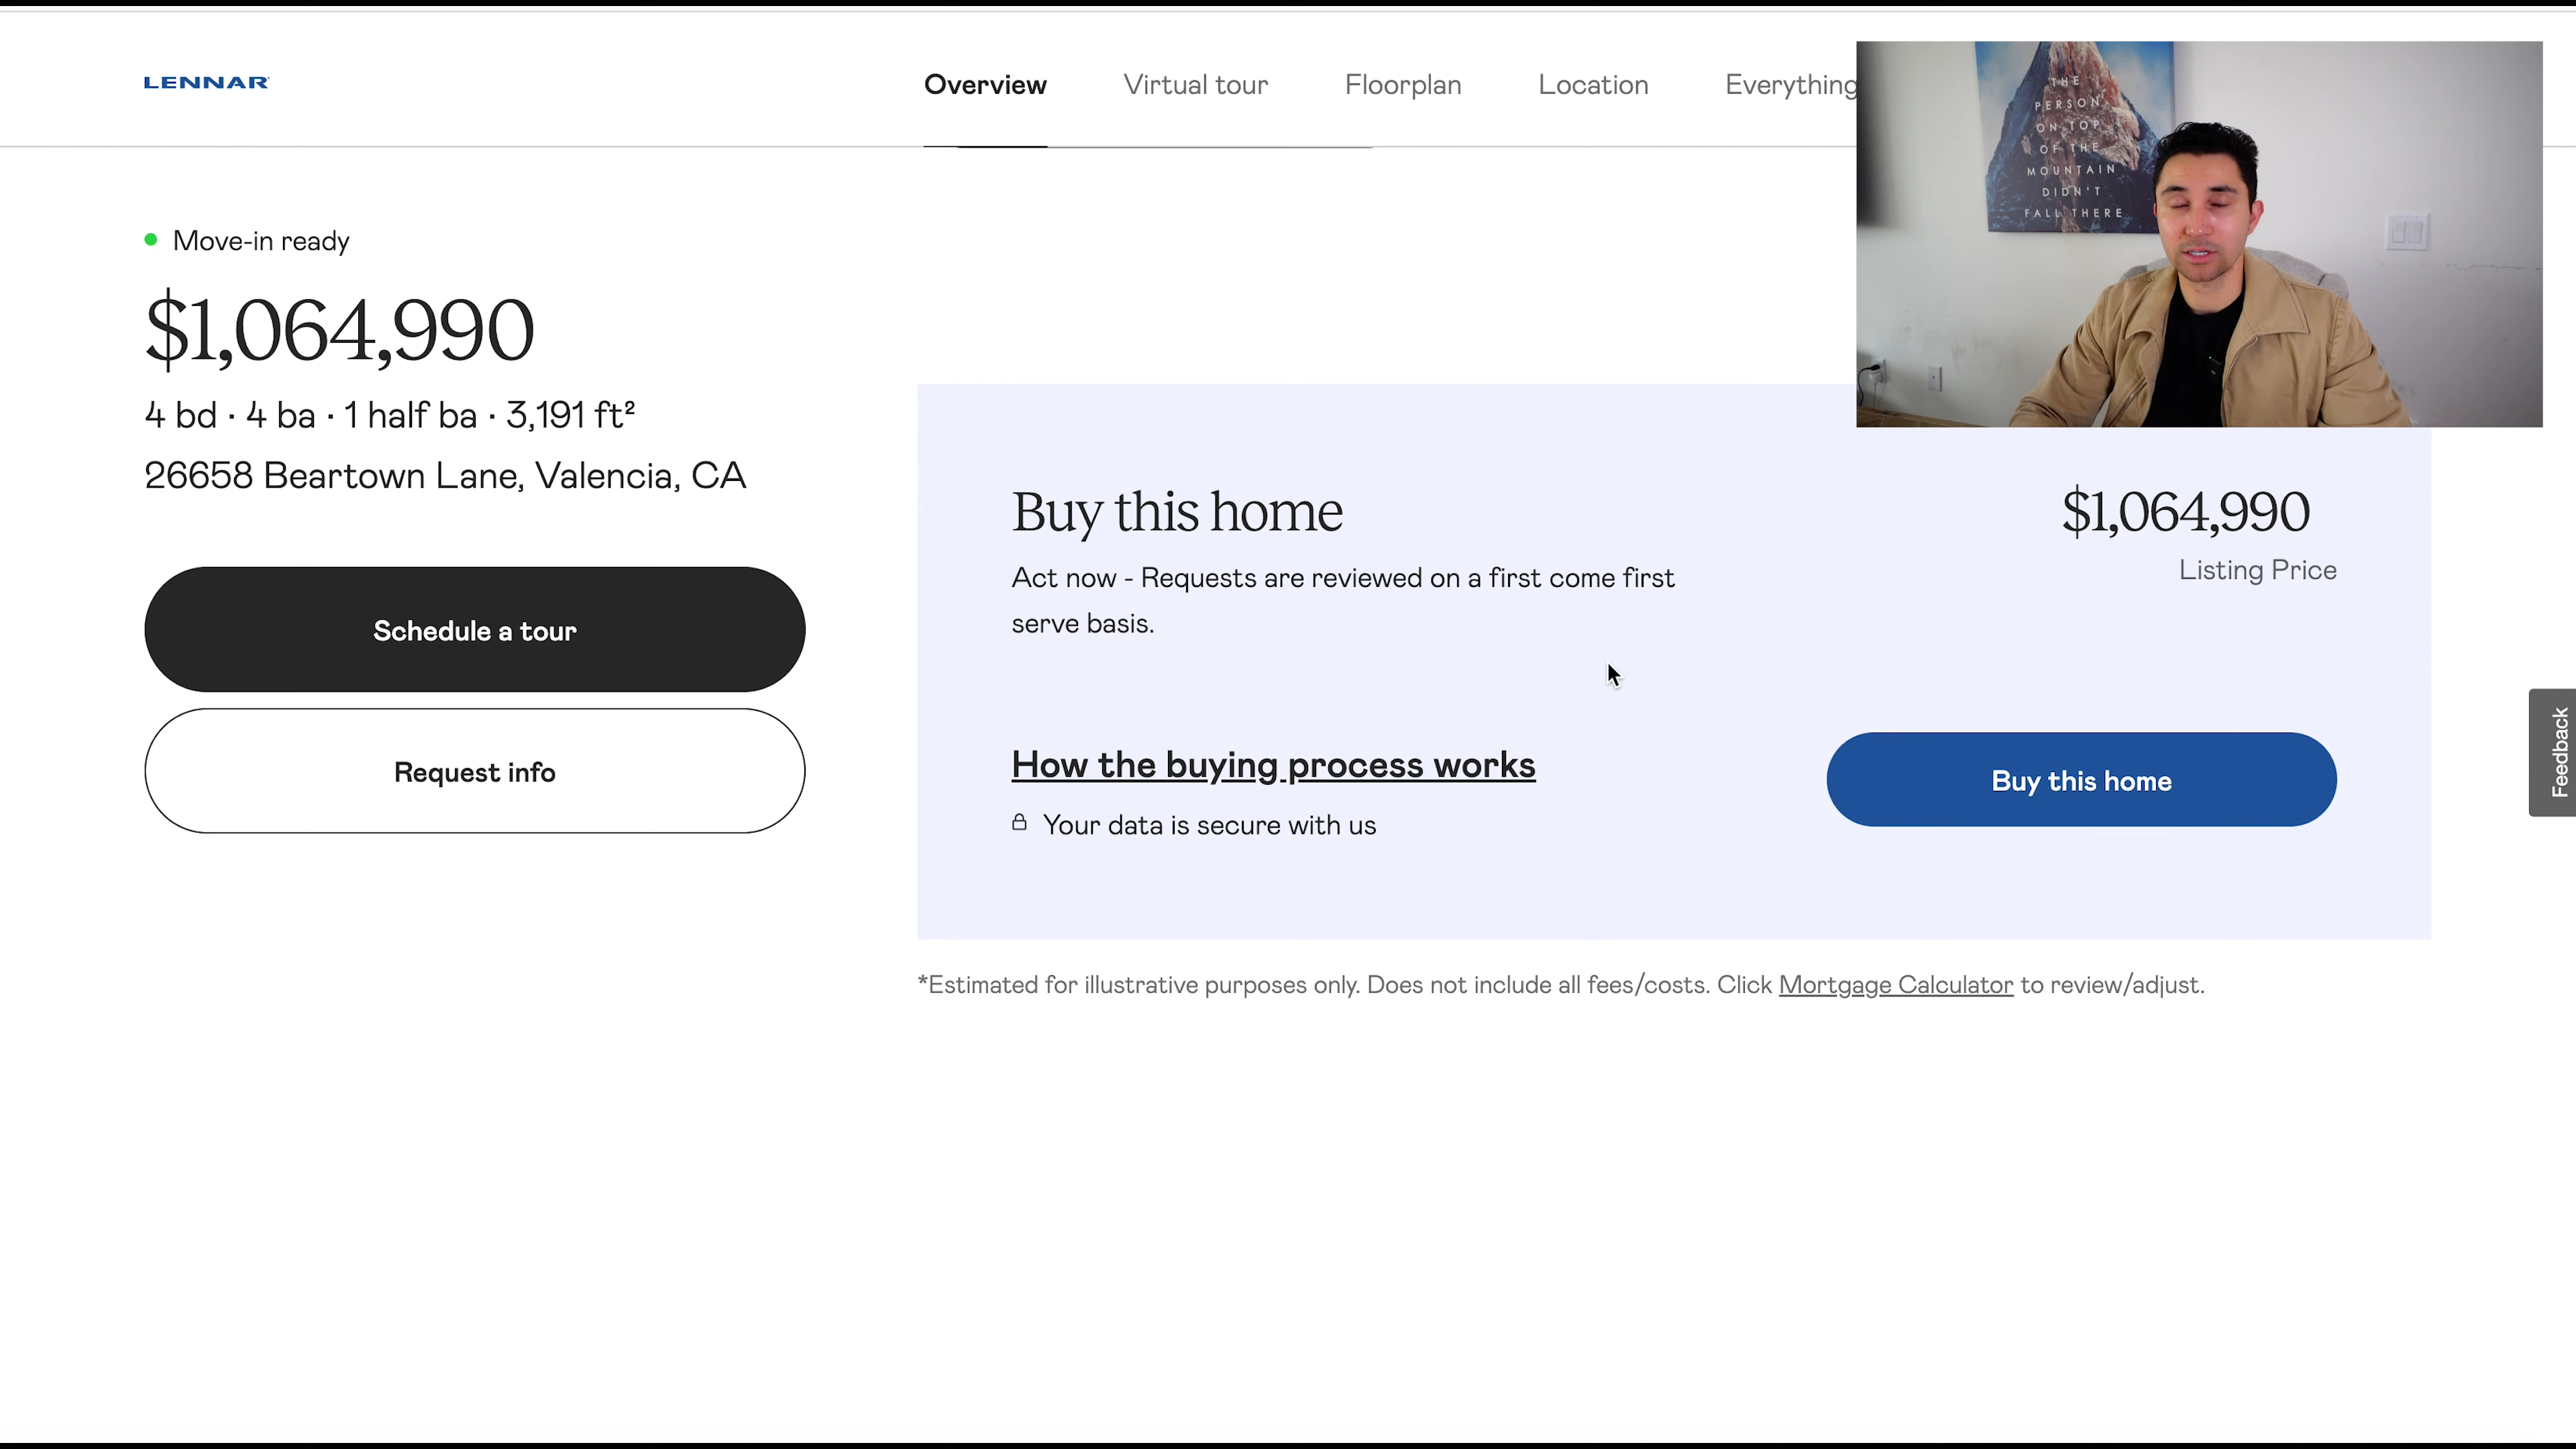 LENNAR
Overview
Virtual tour
Floorplan
Location
Everything
THE
PERSON
ON TOP
OF THE
MOUNTAIN
DIDN'T
FALL THERE
Move-in ready
$1,064,990
4 bd · 4 ba · 1 half ba · 3,191 ft²
26658 Beartown Lane, Valencia, CA
Schedule a tour
Request info
Buy this home
$1,064,990
Listing Price
Act now - Requests are reviewed on a first come first
serve basis.
How the buying process works
Your data is secure with us
Buy this home
Feedback
*Estimated for illustrative purposes only. Does not include all fees/costs. Click Mortgage Calculator to review/adjust.